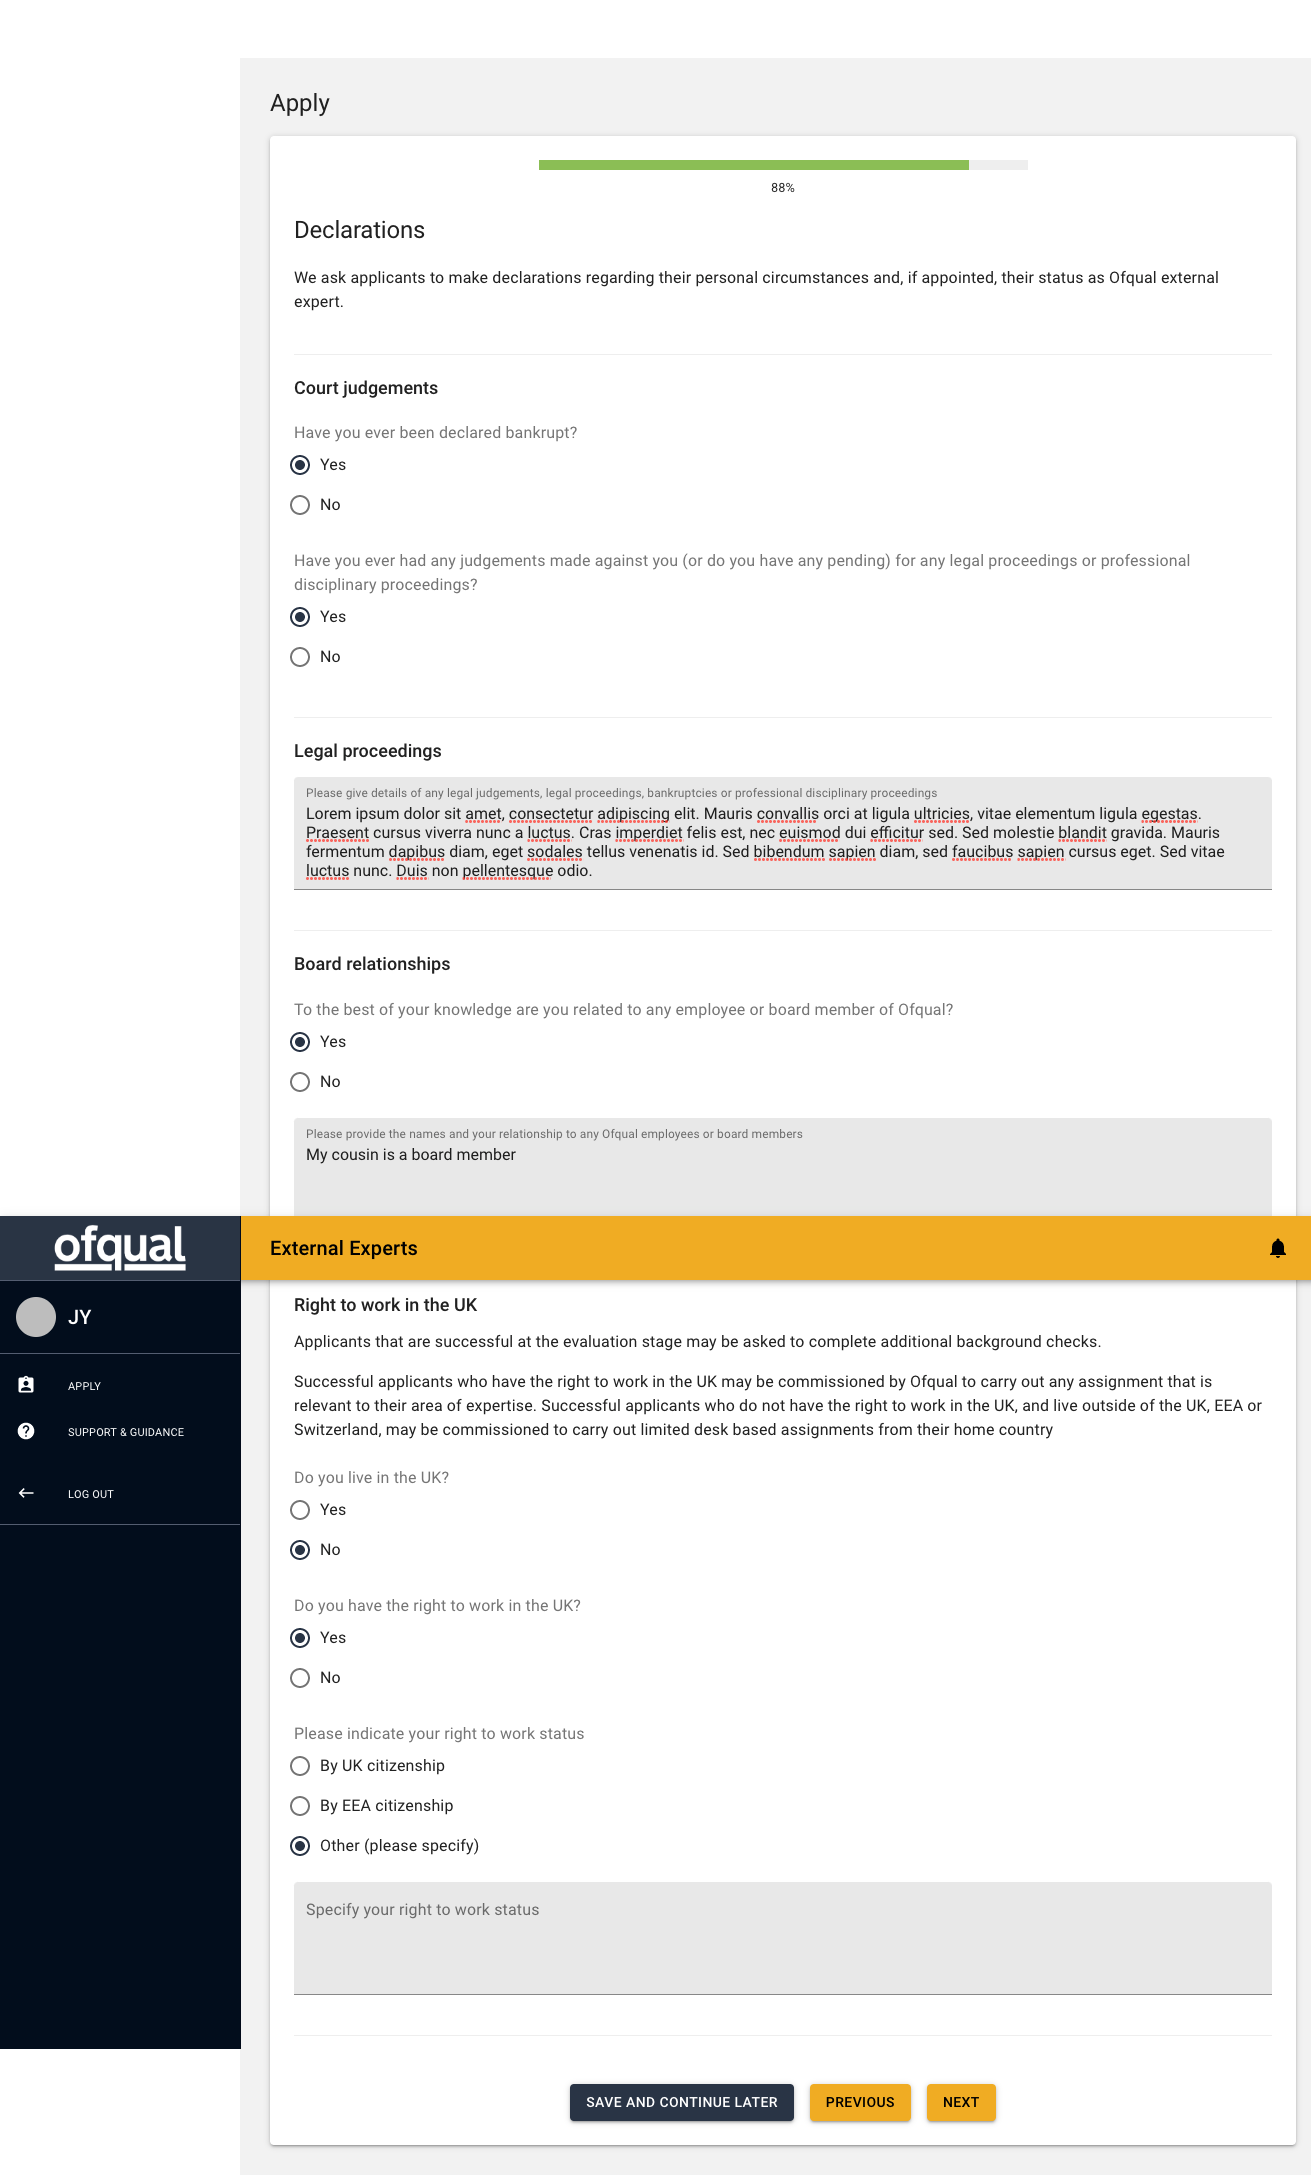 Apply
88%
Declarations
We ask applicants to make declarations regarding their personal circumstances and, if appointed, their status as Ofqual external
expert.
Court judgements
Have you ever been declared bankrupt?
Yes
No
Have you ever had any judgements made against you (or do you have any pending) for any legal proceedings or professional
disciplinary proceedings?
Yes
No
Legal proceedings
Please give details of any legal judgements, legal proceedings, bankruptcies or professional disciplinary proceedings
Lorem ipsum dolor sit amet, consectetur adipiscing elit. Mauris convallis orci at ligula ultricies, vitae elementum ligula egestas.
Praesent cursus viverra nunc a luctus. Cras imperdiet felis est, nec euismod dui efficitur sed. Sed molestie blandit gravida. Mauris
fermentum dapibus diam, eget sodales tellus venenatis id. Sed bibendum sapien diam, sed faucibus sapien cursus eget. Sed vitae
luctus nunc. Duis non pellentesque odio.
Board relationships
To the best of your knowledge are you related to any employee or board member of Ofqual?
Yes
No
Please provide the names and your relationship to any Ofqual employees or board members
My cousin is a board member
ofqual
External Experts
JY
APPLY
SUPPORT & GUIDANCE
LOG OUT
Right to work in the UK
Applicants that are successful at the evaluation stage may be asked to complete additional background checks.
Successful applicants who have the right to work in the UK may be commissioned by Ofqual to carry out any assignment that is
relevant to their area of expertise. Successful applicants who do not have the right to work in the UK, and live outside of the UK, EEA or
Switzerland, may be commissioned to carry out limited desk based assignments from their home country
Do you live in the UK?
Yes
No
Do you have the right to work in the UK?
Yes
No
Please indicate your right to work status
By UK citizenship
By EEA citizenship
Other (please specify)
Specify your right to work status
SAVE AND CONTINUE LATER
PREVIOUS
NEXT